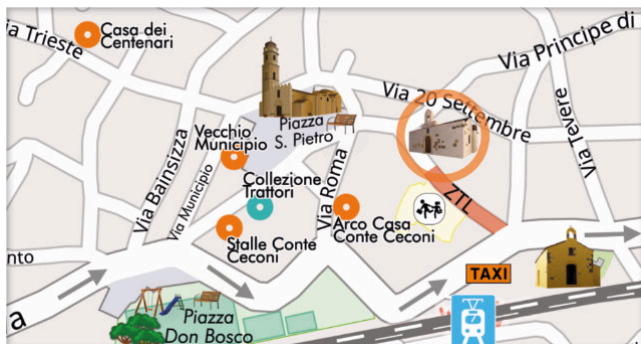 Casa dei
Centenari
ia Trieste
Via Principe di
Via 20 Settembre
Piazza
S. Pietro
Vecchio
Municipio
Via Bainsizza
Via Municipio
Collezione
Trattori
Via Roma
Via Tevere
ZTL
Arco Casa
Conte Ceconi
Stalle Conte
Ceconi
nto
TAXI
a
Piazza
Don Bosco